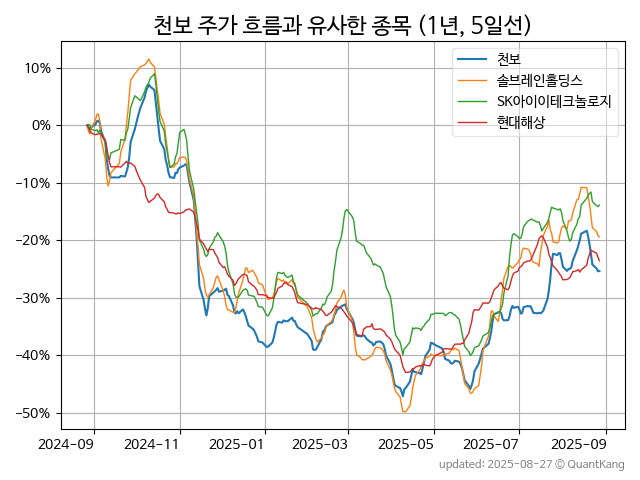 천보 주가 흐름과 유사한 종목 (1년, 5일선)
천보
솔브레인홀딩스
SK아이이테크놀로지
현대해상
10%
0%
−10%
−20%
−30%
−40%
−50%
2024-09
2024-11
2025-01
2025-03
2025-05
2025-07
2025-09
updated: 2025-08-27 © QuantKang